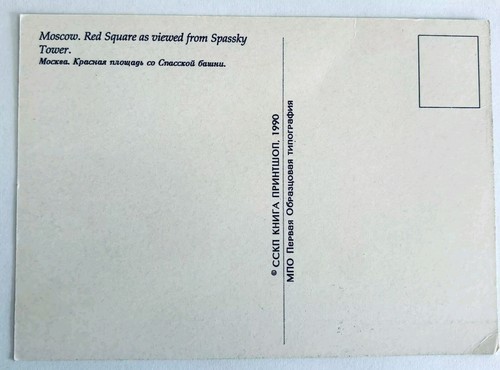 Moscow. Red Square as viewed from Spassky
Tower.
Москва. Красная площадь со Спасской башни.
© ССКП КНИГА ПРИНТШОП, 1990
МПО Первая Образцовая типография